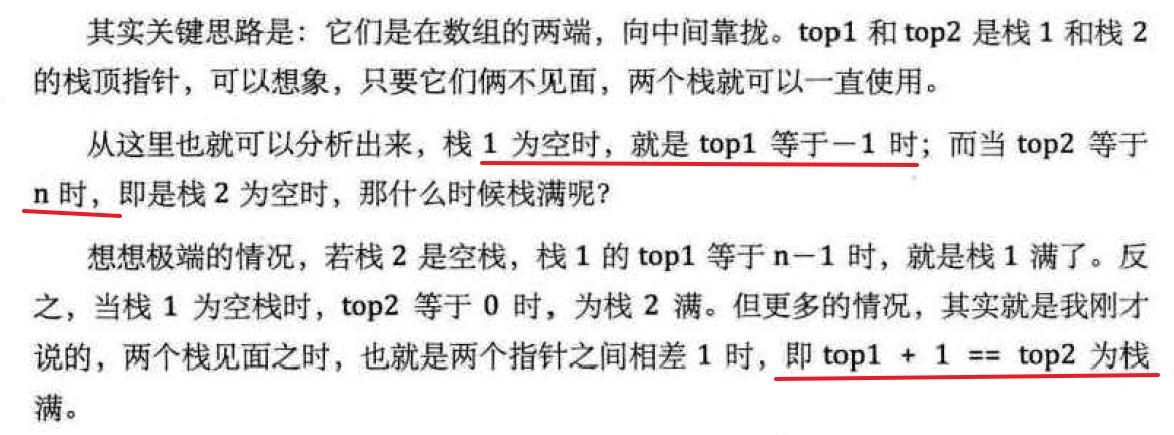 其实关键思路是：它们是在数组的两端，向中间靠拢。top1 和 top2 是栈 1 和栈 2
的栈顶指针，可以想象，只要它们俩不见面，两个栈就可以一直使用。
从这里也就可以分析出来，栈 1 为空时，就是 top1 等于－1 时；而当 top2 等于
n 时，即是栈 2 为空时，那什么时候栈满呢？
想想极端的情况，若栈 2 是空栈，栈 1 的 top1 等于 n－1 时，就是栈 1 满了。反
之，当栈 1 为空栈时，top2 等于 0 时，为栈 2 满。但更多的情况，其实就是我刚才
说的，两个栈见面之时，也就是两个指针之间相差 1 时，即 top1 + 1 == top2 为栈
满。